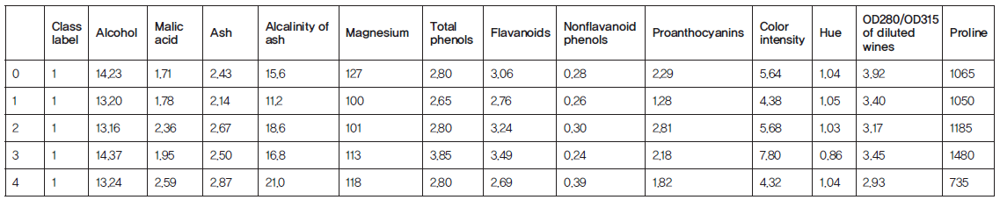 Class label Alcohol Malic acid Ash Alcalinity of ash Magnesium Total phenols Flavanoids Nonflavanoid phenols Proanthocyanins Color intensity Hue OD280/OD315 of diluted wines Proline
0 1 14,23 1,71 2,43 15,6 127 2,80 3,06 0,28 2,29 5,64 1,04 3,92 1065
1 1 13,20 1,78 2,14 11,2 100 2,65 2,76 0,26 1,28 4,38 1,05 3,40 1050
2 1 13,16 2,36 2,67 18,6 101 2,80 3,24 0,30 2,81 5,68 1,03 3,17 1185
3 1 14,37 1,95 2,50 16,8 113 3,85 3,49 0,24 2,18 7,80 0,86 3,45 1480
4 1 13,24 2,59 2,87 21,0 118 2,80 2,69 0,39 1,82 4,32 1,04 2,93 735